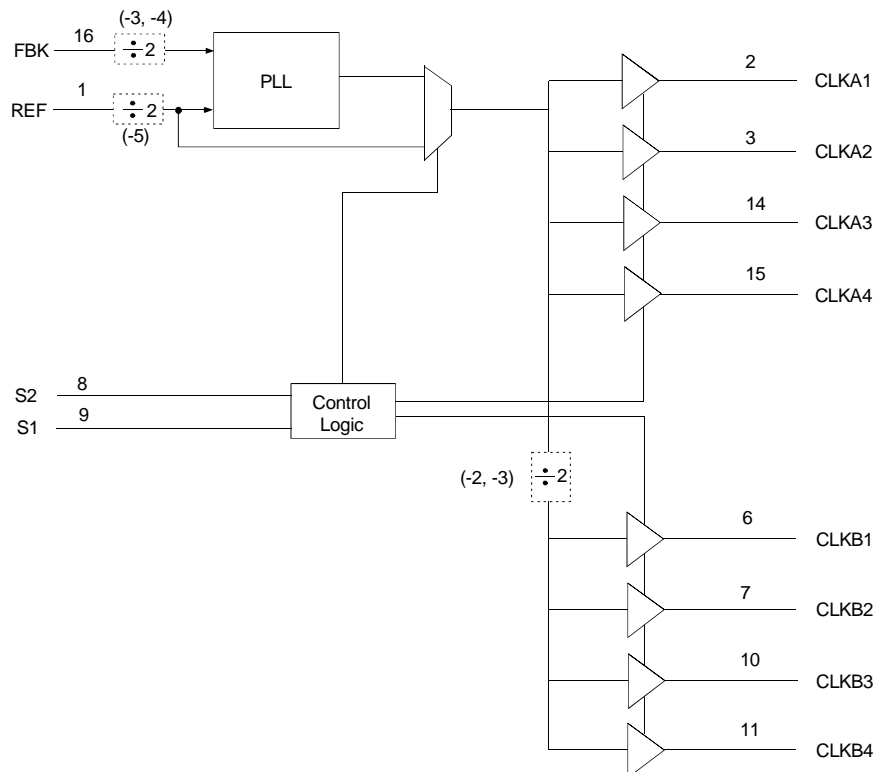 (-3, -4)
FBK 16 ÷ 2
PLL
REF 1 ÷ 2
(-5)
2 CLKA1
3 CLKA2
14 CLKA3
15 CLKA4
S2 8
S1 9
Control
Logic
(-2, -3) ÷ 2
6 CLKB1
7 CLKB2
10 CLKB3
11 CLKB4